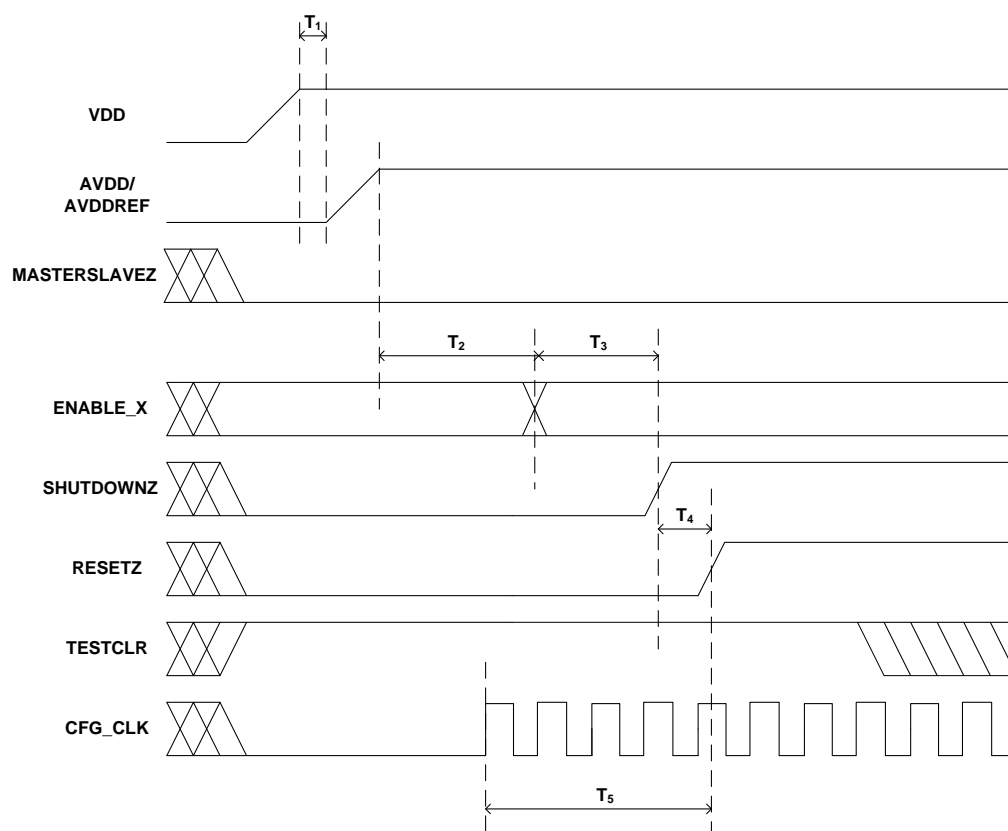 T1
VDD
AVDD/
AVDDREF
MASTERSLAVEZ
T2
T3
ENABLE_X
SHUTDOWNZ
T4
RESETZ
TESTCLR
CFG_CLK
T5